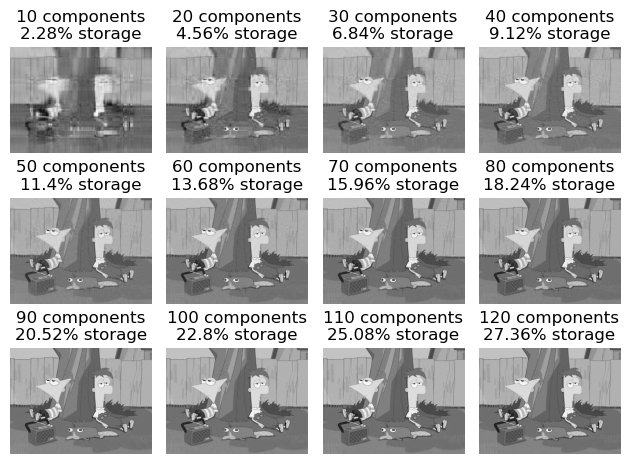 10 components
2.28% storage
20 components
4.56% storage
30 components
6.84% storage
40 components
9.12% storage
50 components
11.4% storage
60 components
13.68% storage
70 components
15.96% storage
80 components
18.24% storage
90 components
20.52% storage
100 components
22.8% storage
110 components
25.08% storage
120 components
27.36% storage